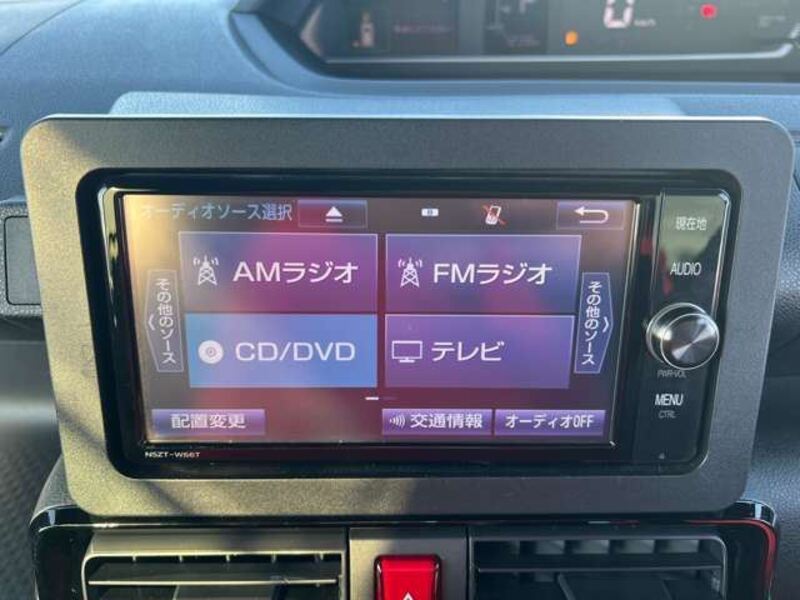 0 km/h
オーディオソース選択
現在地
AMラジオ
FMラジオ
AUDIO
その他のソース
その他のソース
CD/DVD
テレビ
PWR·VOL
MENU
CTRL
配置変更
交通情報
オーディオOFF
NSZT-W66T